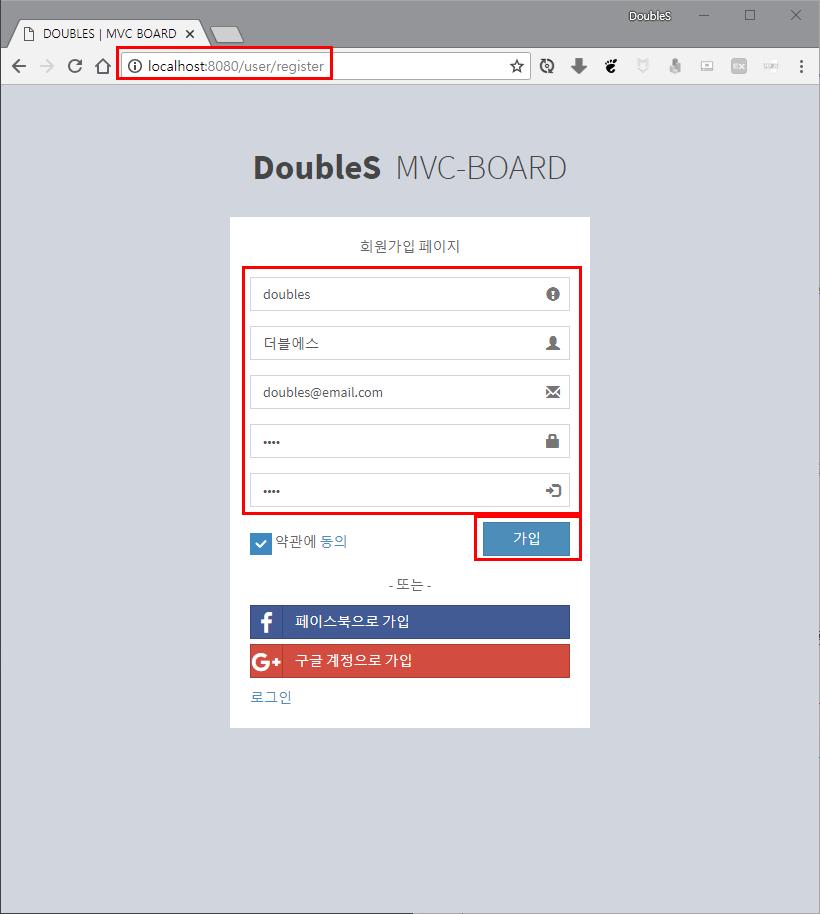 DoubleS
DOUBLES | MVC BOARD
localhost:8080/user/register
DoubleS MVC-BOARD
회원가입 페이지
doubles
더블에스
doubles@email.com
••••
••••
약관에 동의
가입
- 또는 -
페이스북으로 가입
G+ 구글 계정으로 가입
로그인